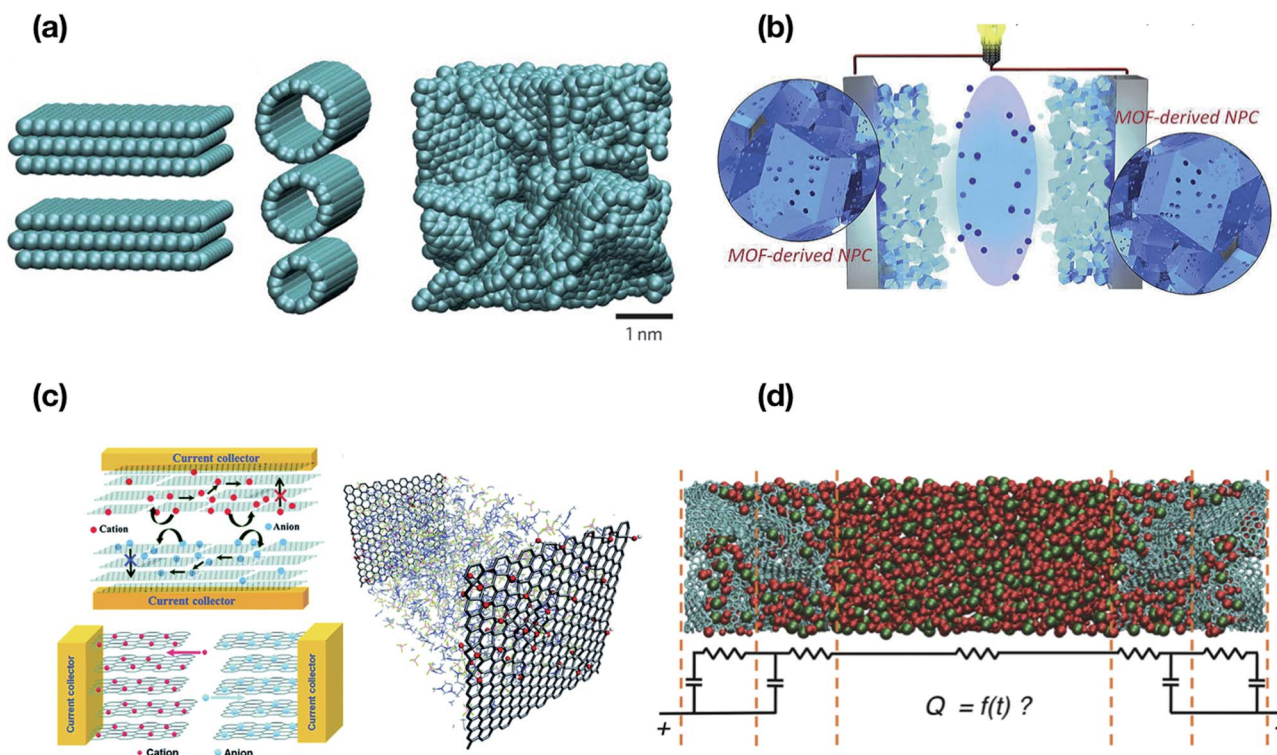 (a)
1 nm
(b)
MOF-derived NPC
MOF-derived NPC
(c)
Current collector
Cation
Anion
Current collector
Current collector
Current collector
Cation
Anion
(d)
+
Q = f(t) ?
-